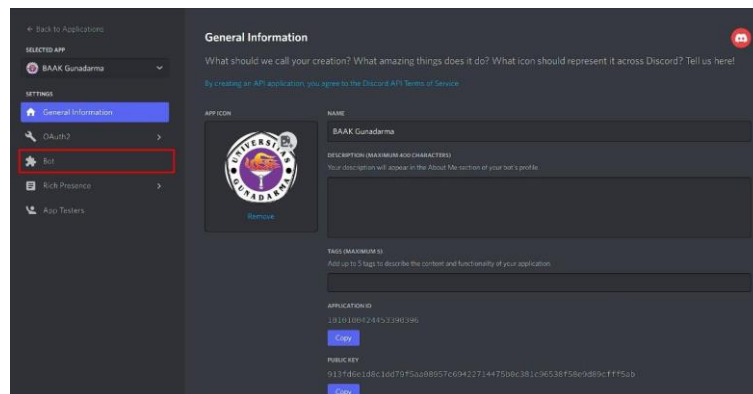 ← Back to Applications
SELECTED APP
BAAK Gunadarma
SETTINGS
General Information
OAuth2
Bot
Rich Presence
App Testers
General Information
What should we call your creation? What amazing things does it do? What icon should represent it across Discord? Tell us here!
By creating an API application, you agree to the Discord API Terms of Service
APP ICON
UNIVERSITAS
GUNADARMA
Remove
NAME
BAAK Gunadarma
DESCRIPTION (MAXIMUM 400 CHARACTERS)
Your description will appear in the About Me section of your bot's profile
TAGS (MAXIMUM 5)
Add up to 5 tags to describe the content and functionality of your application.
APPLICATION ID
Copy
PUBLIC KEY
Copy